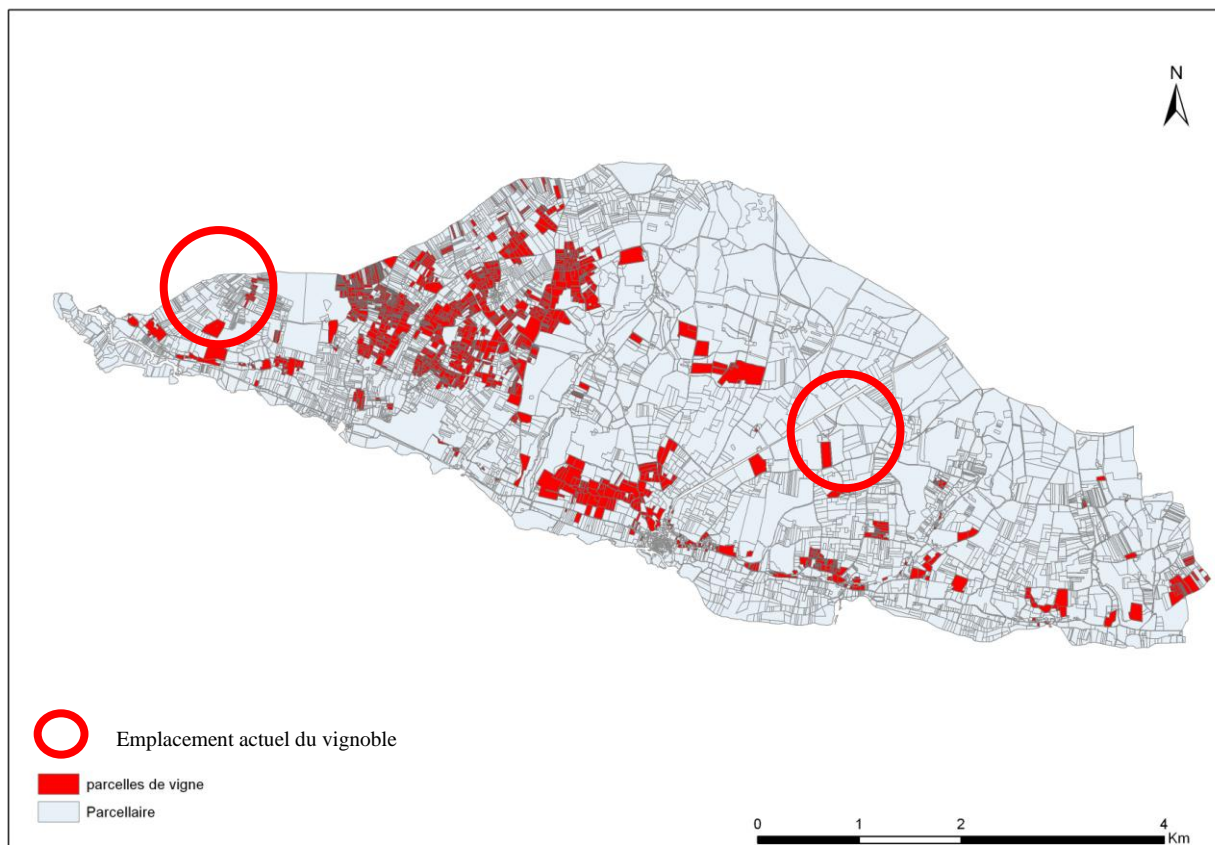 N
Emplacement actuel du vignoble
parcelles de vigne
Parcellaire
0 1 2 4
Km